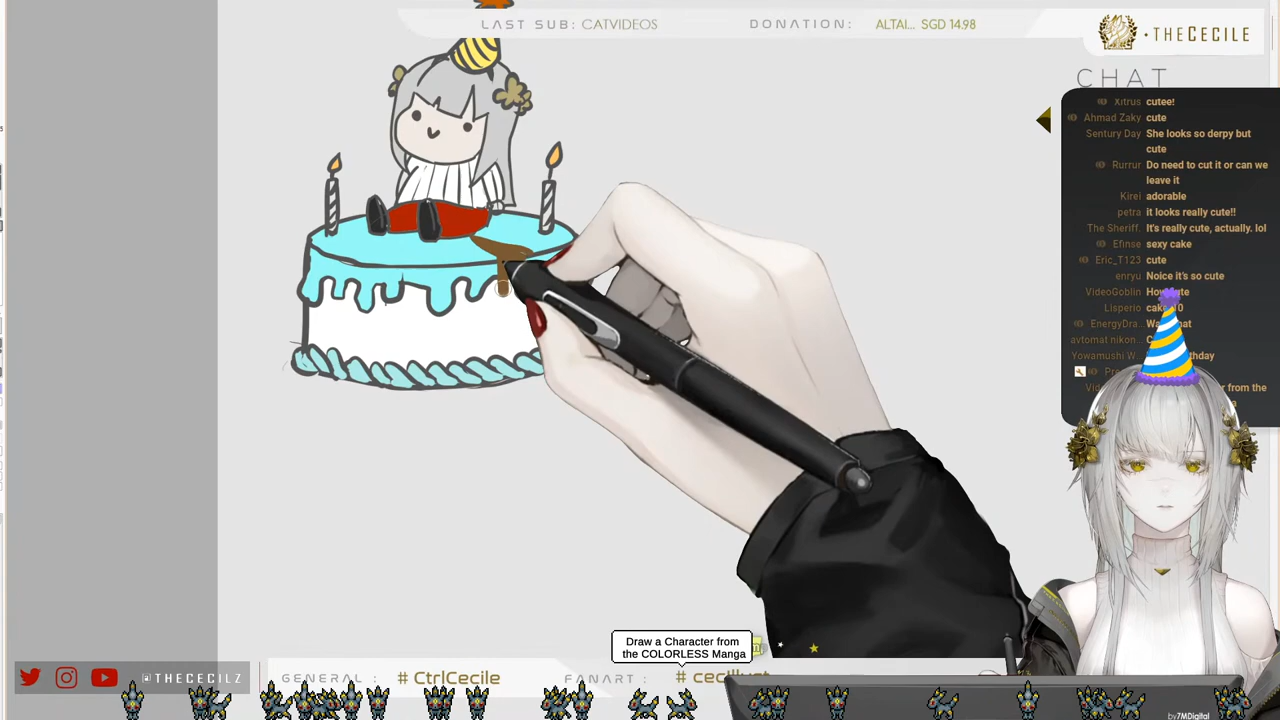 LAST SUB: CATVIDEOS
DONATION: ALTAI... SGD 14.98
• THECECILE
CHAT
Xitrus cutee!
Ahmad Zaky cute
Sentury Day She looks so derpy but
cute
Rurrur Do need to cut it or can we
leave it
Kirei adorable
petra it looks really cute!!
The Sheriff. It's really cute, actually. lol
Efinse sexy cake
Eric_T123 cute
enryu Noice it's so cute
VideoGoblin
Lisperio
EnergyDra...
avtomat nikon...
Yowamushi W...
from the
Draw a Character from
the COLORLESS Manga
@THECECILZ
GENERAL : # CtrlCecile
FANART : #
by7MDigital